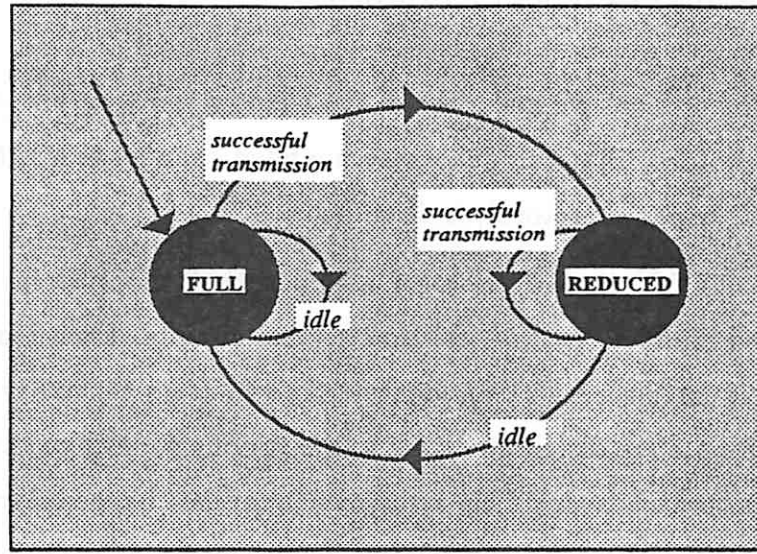 successful
transmission
successful
transmission
FULL
REDUCED
idle
idle